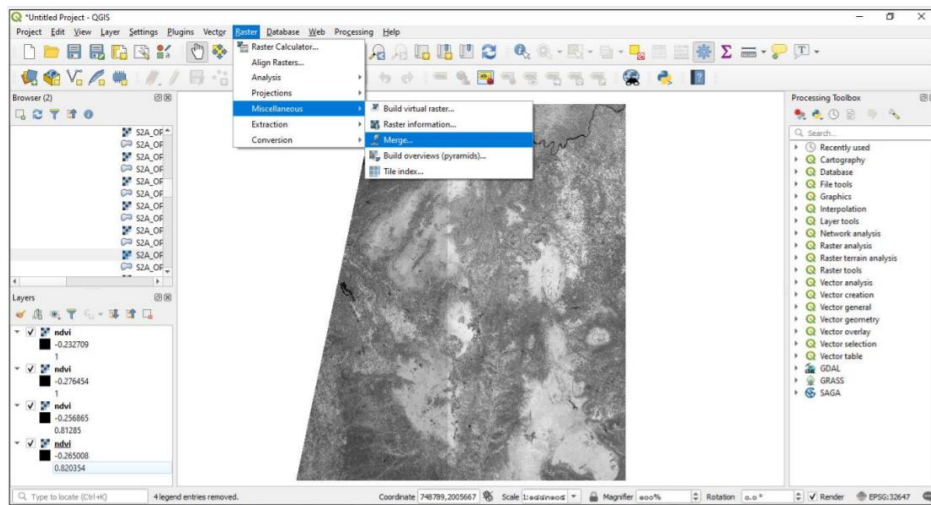 *Untitled Project - QGIS
Project Edit View Layer Settings Plugins Vector Raster Database Web Processing Help
Raster Calculator...
Align Rasters...
Analysis
Projections
Miscellaneous
Extraction
Conversion
Build virtual raster...
Raster information...
Merge...
Build overviews (pyramids)...
Tile index...
Browser (2)
S2A_OF
S2A_OF
S2A_OF
S2A_OF
S2A_OF
S2A_OF
S2A_OF
S2A_OF
S2A_OF
S2A_OF
S2A_OF
S2A_OF
Layers
ndvi
-0.232709
1
ndvi
-0.276454
1
ndvi
-0.256865
0.81285
ndvi
-0.265008
0.820354
Processing Toolbox
Search...
Recently used
Cartography
Database
File tools
Graphics
Interpolation
Layer tools
Network analysis
Raster analysis
Raster terrain analysis
Raster tools
Vector analysis
Vector creation
Vector general
Vector geometry
Vector overlay
Vector selection
Vector table
GDAL
GRASS
SAGA
Type to locate (Ctrl+K) 4 legend entries removed. Coordinate 748789,2005667 Scale Magnifier Rotation 0.0 ° Render EPSG:32647